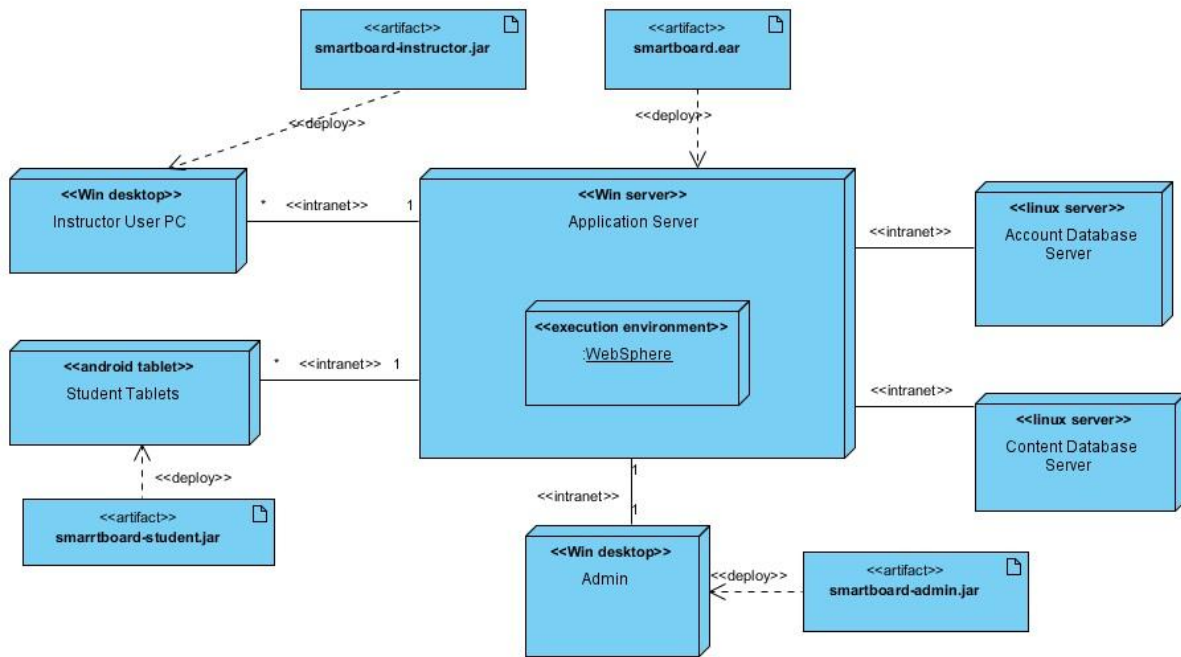 <<artifact>>
smartboard-instructor.jar
<<artifact>>
smartboard.ear
<<deploy>>
<<deploy>>
<<Win desktop>>
Instructor User PC
* <<intranet>> 1
<<Win server>>
Application Server
<<execution environment>>
:WebSphere
<<intranet>>
<<linux server>>
Account Database
Server
<<android tablet>>
Student Tablets
* <<intranet>> 1
<<intranet>>
<<linux server>>
Content Database
Server
<<deploy>>
<<artifact>>
smarrtboard-student.jar
1
<<intranet>>
1
<<Win desktop>>
Admin
<<deploy>>
<<artifact>>
smartboard-admin.jar